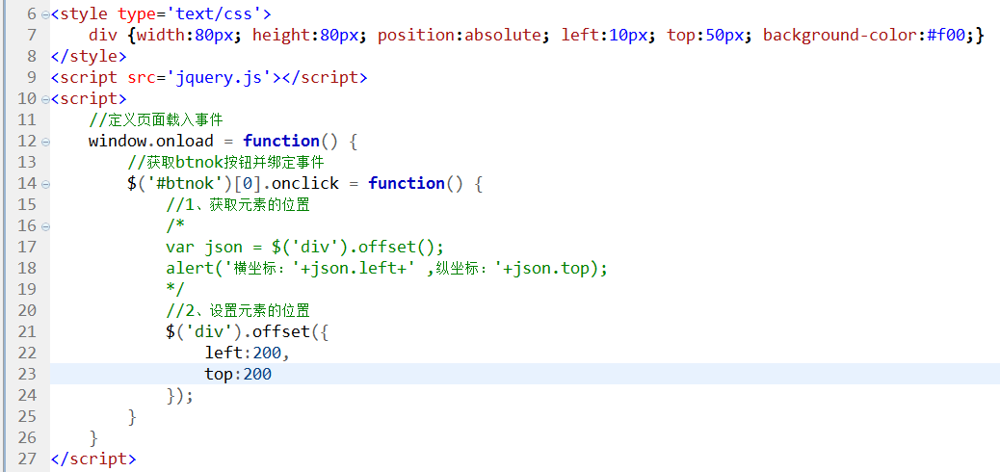 6 <style type='text/css'>
7     div {width:80px; height:80px; position:absolute; left:10px; top:50px; background-color:#f00;}
8 </style>
9 <script src='jquery.js'></script>
10 <script>
11     //定义页面载入事件
12     window.onload = function() {
13         //获取btnok按钮并绑定事件
14         $('#btnok')[0].onclick = function() {
15             //1、获取元素的位置
16             /*
17             var json = $('div').offset();
18             alert('横坐标：'+json.left+' ,纵坐标：'+json.top);
19             */
20             //2、设置元素的位置
21             $('div').offset({
22                 left:200,
23                 top:200
24             });
25         }
26     }
27 </script>